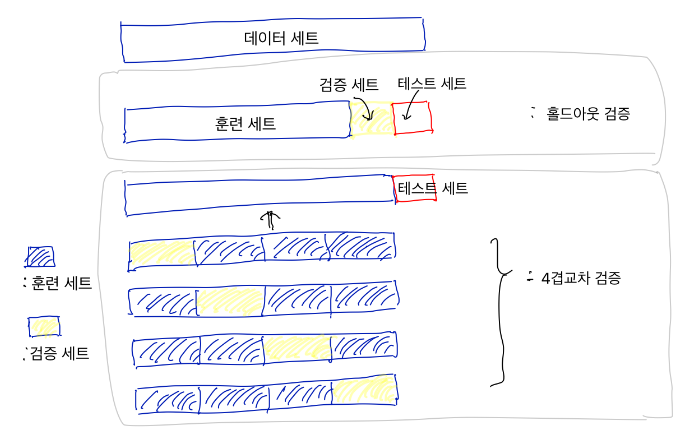 데이터 세트
검증 세트
테스트 세트
훈련 세트
: 홀드아웃 검증
테스트 세트
: 훈련 세트
: 4겹교차 검증
: 검증 세트